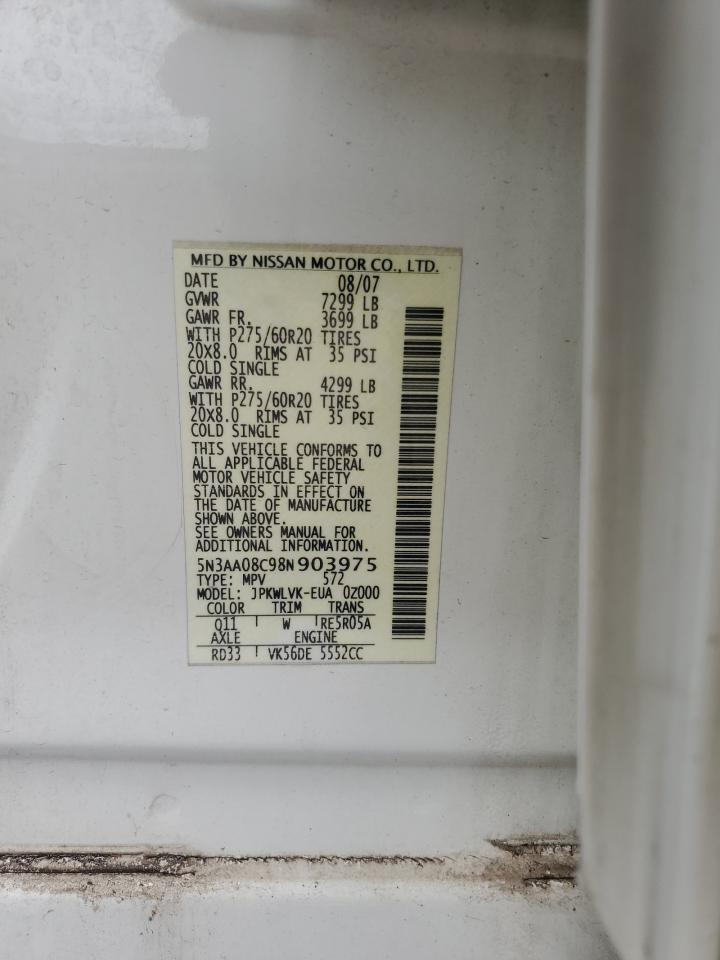 MFD BY NISSAN MOTOR CO., LTD.
DATE 08/07
GVWR 7299 LB
GAWR FR. 3699 LB
WITH P275/60R20 TIRES
20X8.0 RIMS AT 35 PSI
COLD SINGLE
GAWR RR. 4299 LB
WITH P275/60R20 TIRES
20X8.0 RIMS AT 35 PSI
COLD SINGLE
THIS VEHICLE CONFORMS TO
ALL APPLICABLE FEDERAL
MOTOR VEHICLE SAFETY
STANDARDS IN EFFECT ON
THE DATE OF MANUFACTURE
SHOWN ABOVE.
SEE OWNERS MANUAL FOR
ADDITIONAL INFORMATION.
5N3AA08C98N903975
TYPE: MPV 572
MODEL: JPKWLVK-EUA 0Z000
COLOR TRIM TRANS
Q11 W RE5R05A
AXLE ENGINE
RD33 VK56DE 5552CC